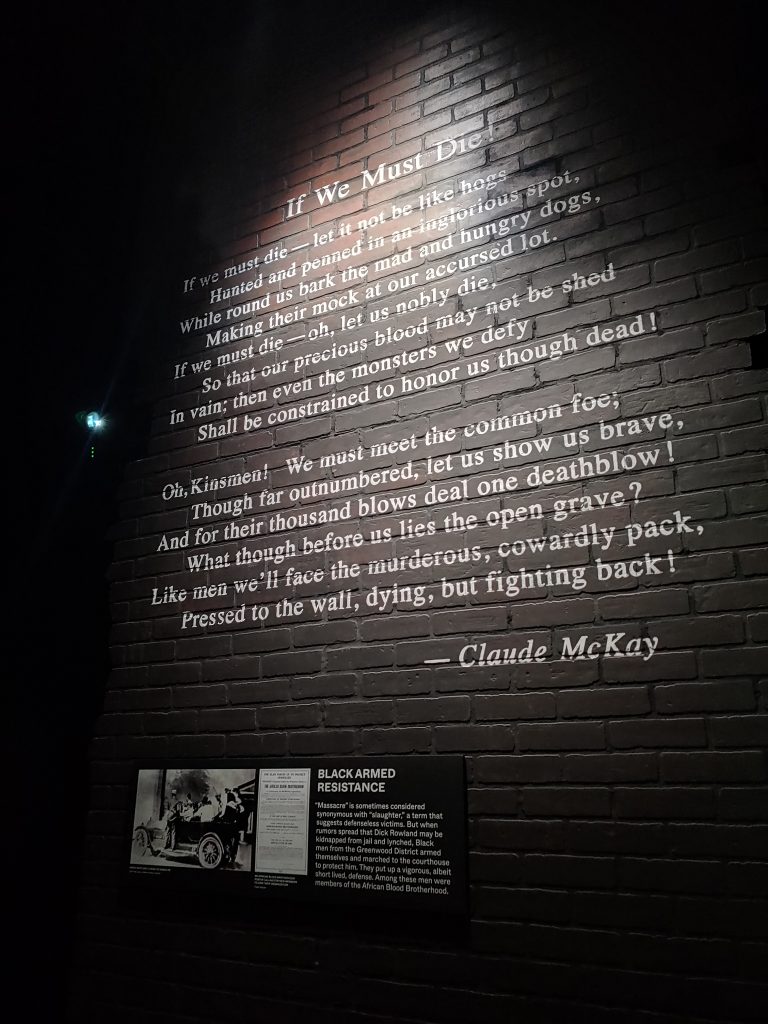 If We Must Die!
If we must die — let it not be like hogs
Hunted and penned in an inglorious spot,
While round us bark the mad and hungry dogs,
Making their mock at our accursèd lot.
If we must die — oh, let us nobly die,
So that our precious blood may not be shed
In vain; then even the monsters we defy
Shall be constrained to honor us though dead!
Oh, Kinsmen! We must meet the common foe;
Though far outnumbered, let us show us brave,
And for their thousand blows deal one deathblow!
What though before us lies the open grave?
Like men we'll face the murderous, cowardly pack,
Pressed to the wall, dying, but fighting back!
— Claude McKay
BLACK ARMED
RESISTANCE
"Massacre" is sometimes considered
synonymous with "slaughter," a term that
suggests defenseless victims. But when
rumors spread that Dick Rowland may be
kidnapped from jail and lynched, Black
men from the Greenwood District armed
themselves and marched to the courthouse
to protect him. They put up a vigorous, albeit
short lived, defense. Among these men were
members of the African Blood Brotherhood.